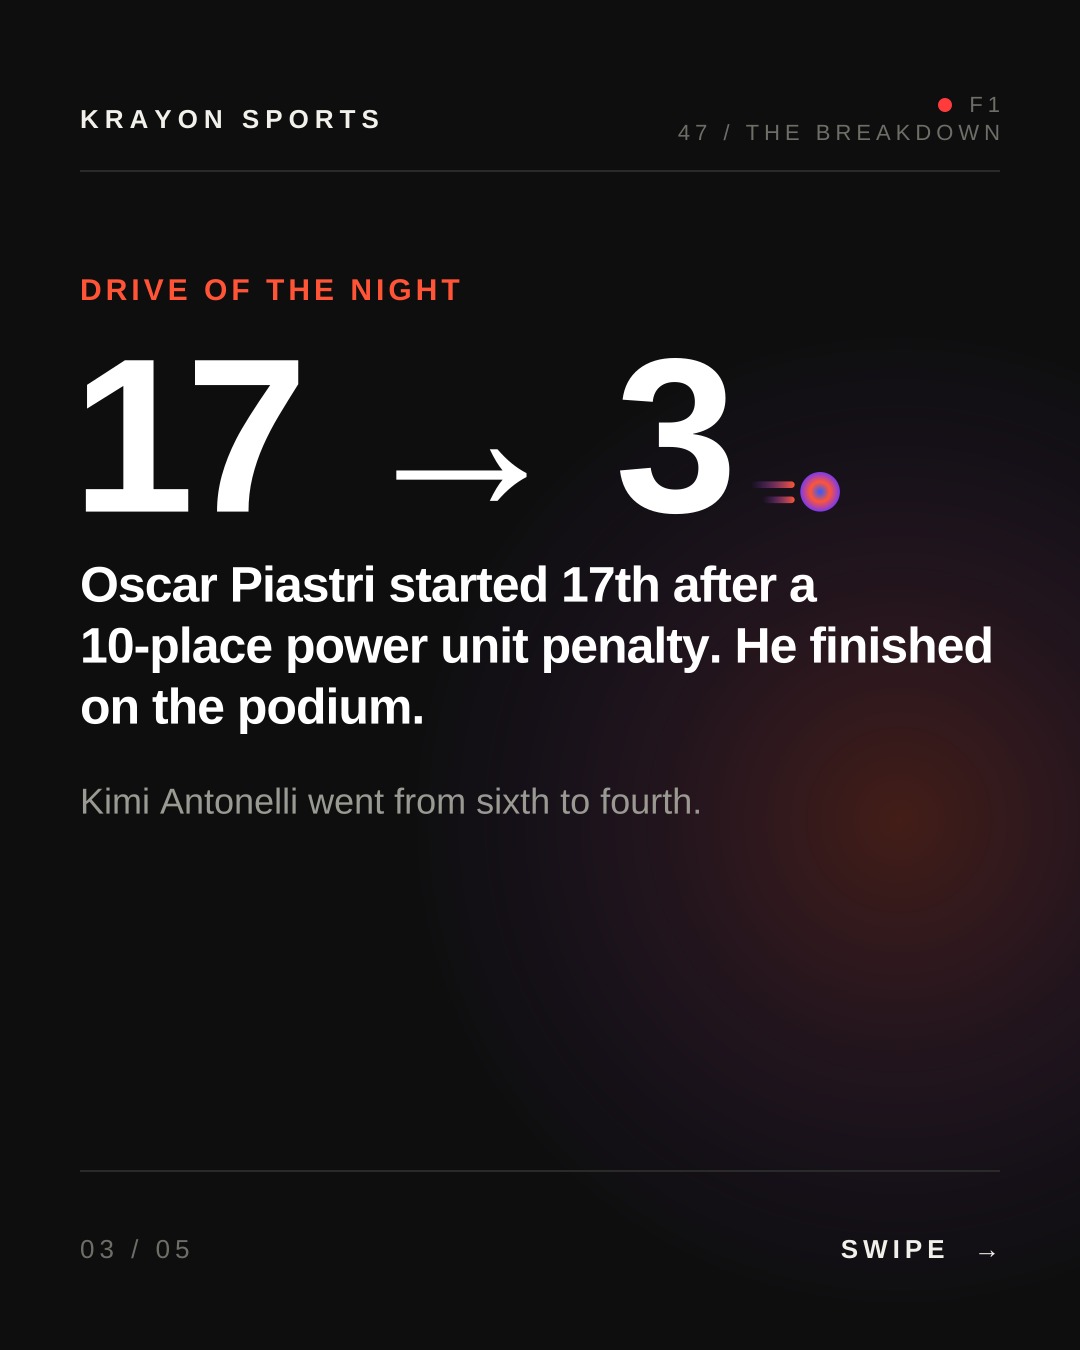 KRAYON SPORTS
F1
47 / THE BREAKDOWN
DRIVE OF THE NIGHT
17 → 3
Oscar Piastri started 17th after a
10-place power unit penalty. He finished
on the podium.
Kimi Antonelli went from sixth to fourth.
03 / 05
SWIPE →